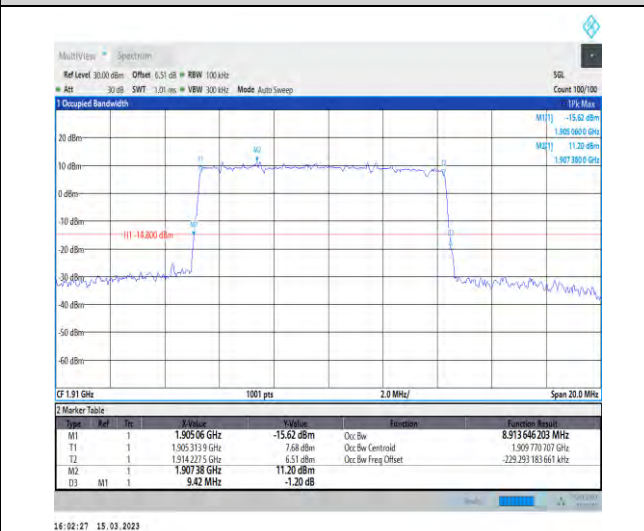 MultiView Spectrum
Ref Level 30.00 dBm Offset 6.51 dB RBW 100 kHz SGL
Att 30 dB SWT 1.01 ms VBW 300 kHz Mode Auto Sweep Count 100/100
1 Occupied Bandwidth 1Pk Max
M1[1] -15.62 dBm
1.905 060 0 GHz
M2[1] 11.20 dBm
1.907 380 0 GHz
20 dBm
M2
T1
10 dBm
0 dBm
-10 dBm
H1 -14.800 dBm
-20 dBm
-30 dBm
-40 dBm
-50 dBm
-60 dBm
CF 1.91 GHz 1001 pts 2.0 MHz/ Span 20.0 MHz
2 Marker Table
Type Ref Trc X-Value Y-Value Function Function Result
M1 1 1.905 06 GHz -15.62 dBm Occ Bw 8.913 646 203 MHz
T1 1 1.905 313 9 GHz 7.68 dBm Occ Bw Centroid 1.909 770 707 GHz
T2 1 1.914 227 5 GHz 6.51 dBm Occ Bw Freq Offset -229.293 183 661 kHz
M2 1 1.907 38 GHz 11.20 dBm
D3 M1 1 9.42 MHz -1.20 dB
16:02:27 15.03.2023